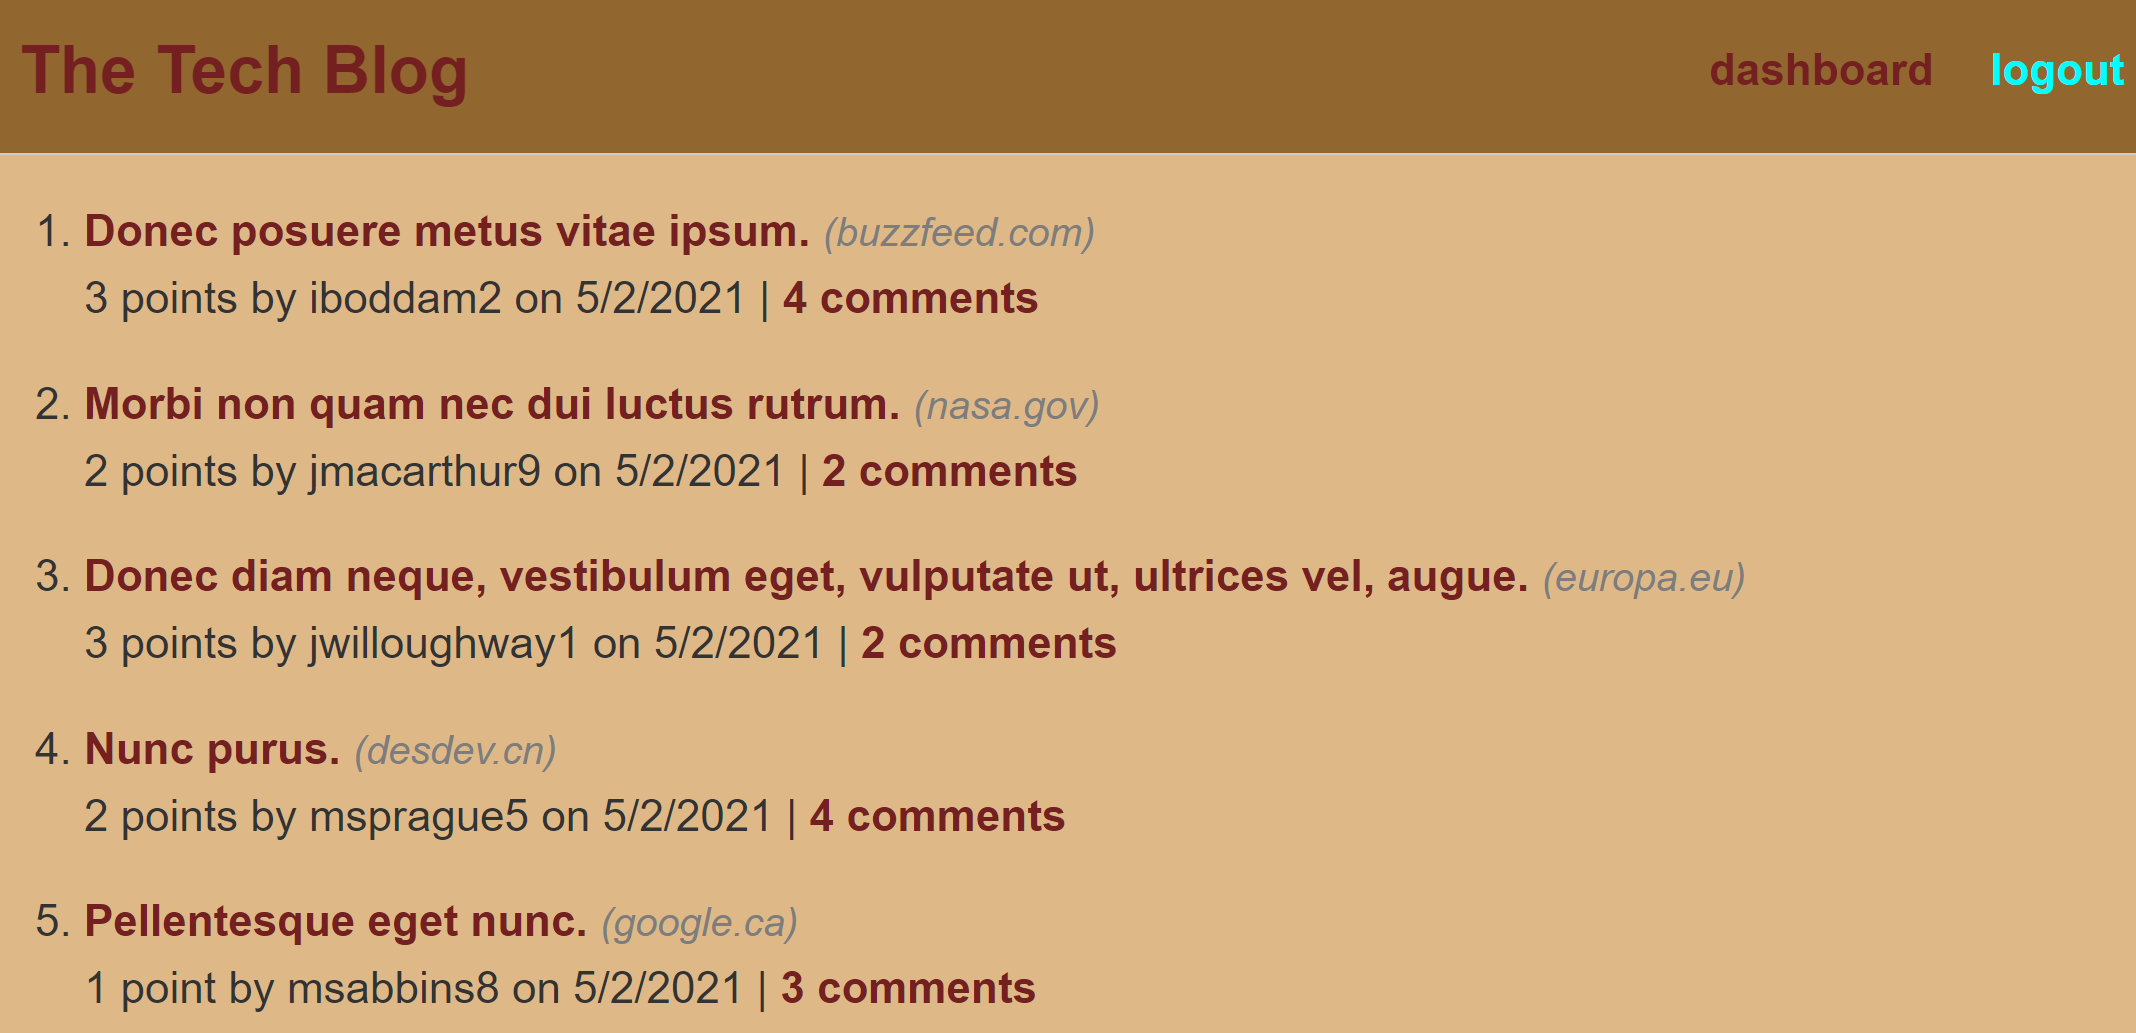 The Tech Blog
dashboard logout
1. Donec posuere metus vitae ipsum. (buzzfeed.com)
3 points by iboddam2 on 5/2/2021 | 4 comments
2. Morbi non quam nec dui luctus rutrum. (nasa.gov)
2 points by jmacarthur9 on 5/2/2021 | 2 comments
3. Donec diam neque, vestibulum eget, vulputate ut, ultrices vel, augue. (europa.eu)
3 points by jwilloughway1 on 5/2/2021 | 2 comments
4. Nunc purus. (desdev.cn)
2 points by msprague5 on 5/2/2021 | 4 comments
5. Pellentesque eget nunc. (google.ca)
1 point by msabbins8 on 5/2/2021 | 3 comments